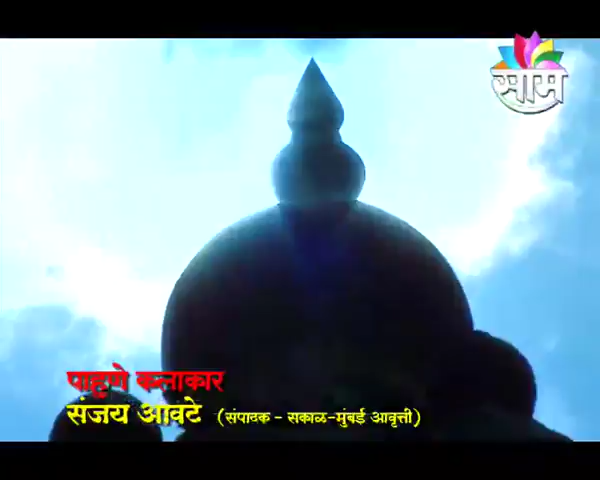 साम
पाहुणे कलाकार
संजय आवटे (संपादक - सकाळ-मुंबई आवृत्ती)